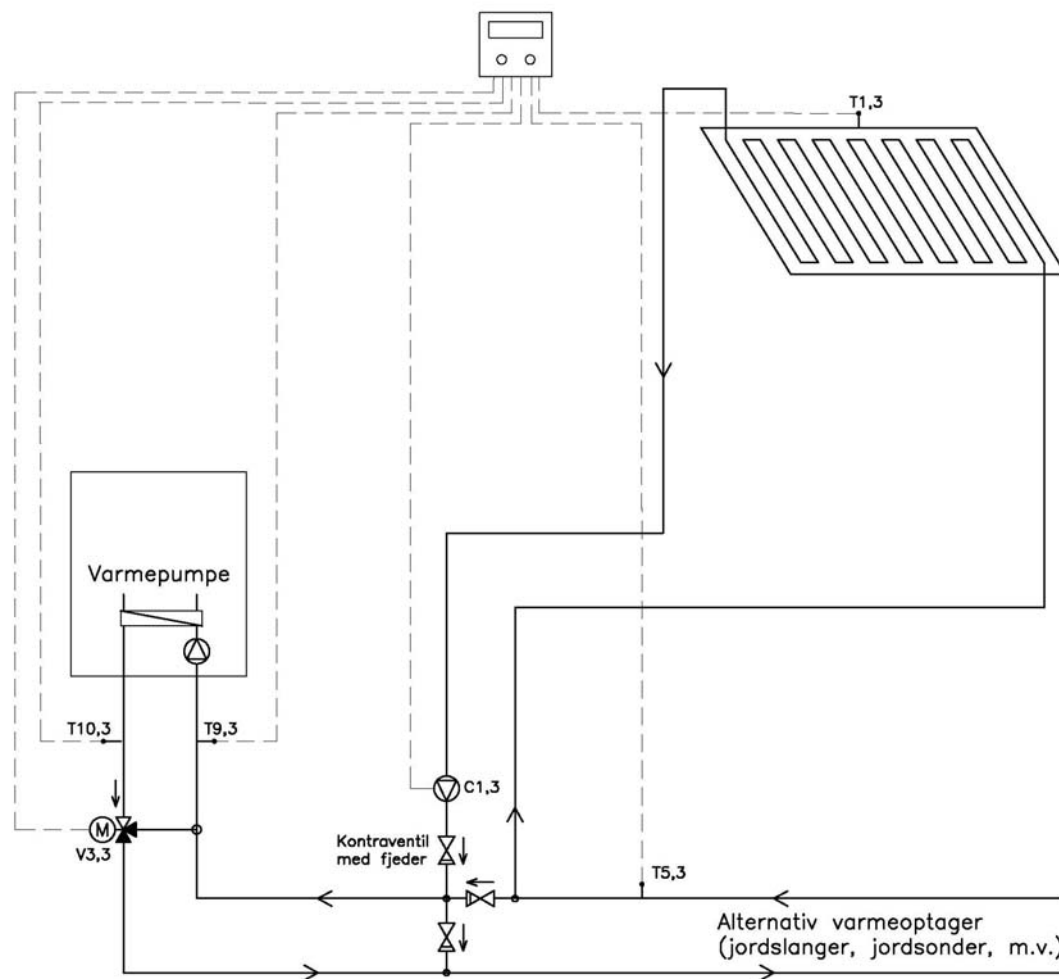 T1,3
Varmepumpe
T10,3
T9,3
C1,3
M
V3,3
Kontraventil
med fjeder
T5,3
Alternativ varmeoptager
(jordslanger, jordsonder, m.v.)